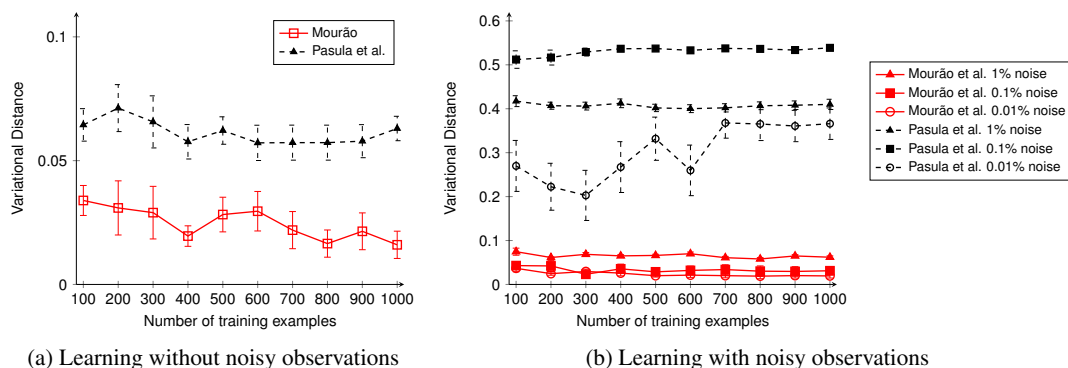 0.1
0.05
0
Variational Distance
100 200 300 400 500 600 700 800 900 1000
Number of training examples
Mourão
Pasula et al.
(a) Learning without noisy observations
0.6
0.5
0.4
0.3
0.2
0.1
0
Variational Distance
100 200 300 400 500 600 700 800 900 1000
Number of training examples
Mourão et al. 1% noise
Mourão et al. 0.1% noise
Mourão et al. 0.01% noise
Pasula et al. 1% noise
Pasula et al. 0.1% noise
Pasula et al. 0.01% noise
(b) Learning with noisy observations